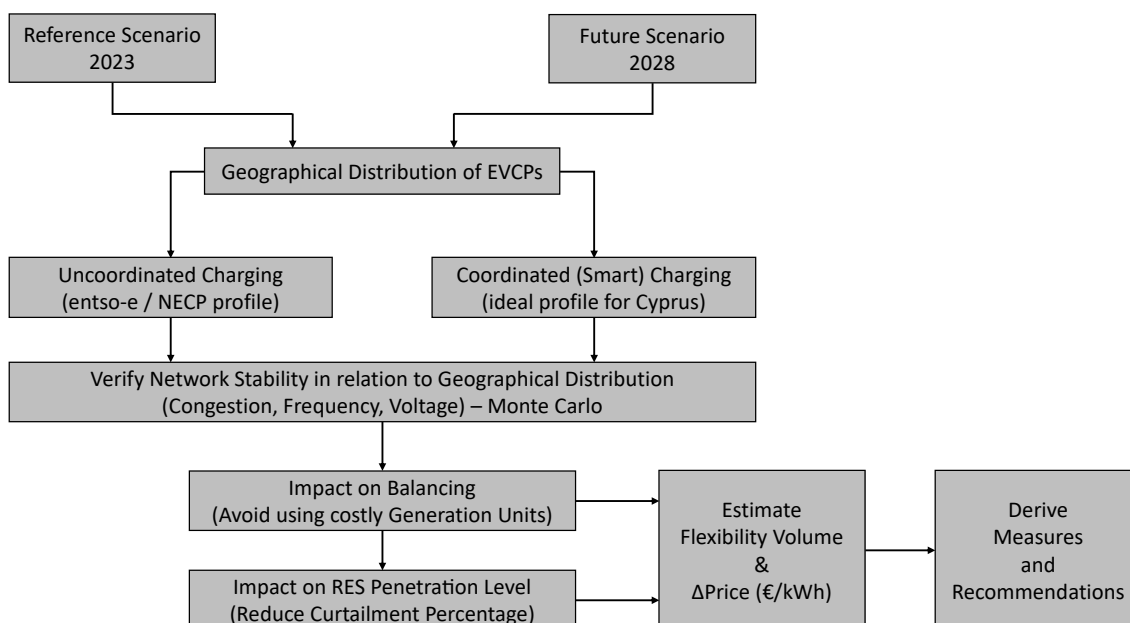 Reference Scenario
2023
Future Scenario
2028
Geographical Distribution of EVCPs
Uncoordinated Charging
(entso-e / NECP profile)
Coordinated (Smart) Charging
(ideal profile for Cyprus)
Verify Network Stability in relation to Geographical Distribution
(Congestion, Frequency, Voltage) – Monte Carlo
Impact on Balancing
(Avoid using costly Generation Units)
Impact on RES Penetration Level
(Reduce Curtailment Percentage)
Estimate
Flexibility Volume
&
ΔPrice (€/kWh)
Derive
Measures
and
Recommendations